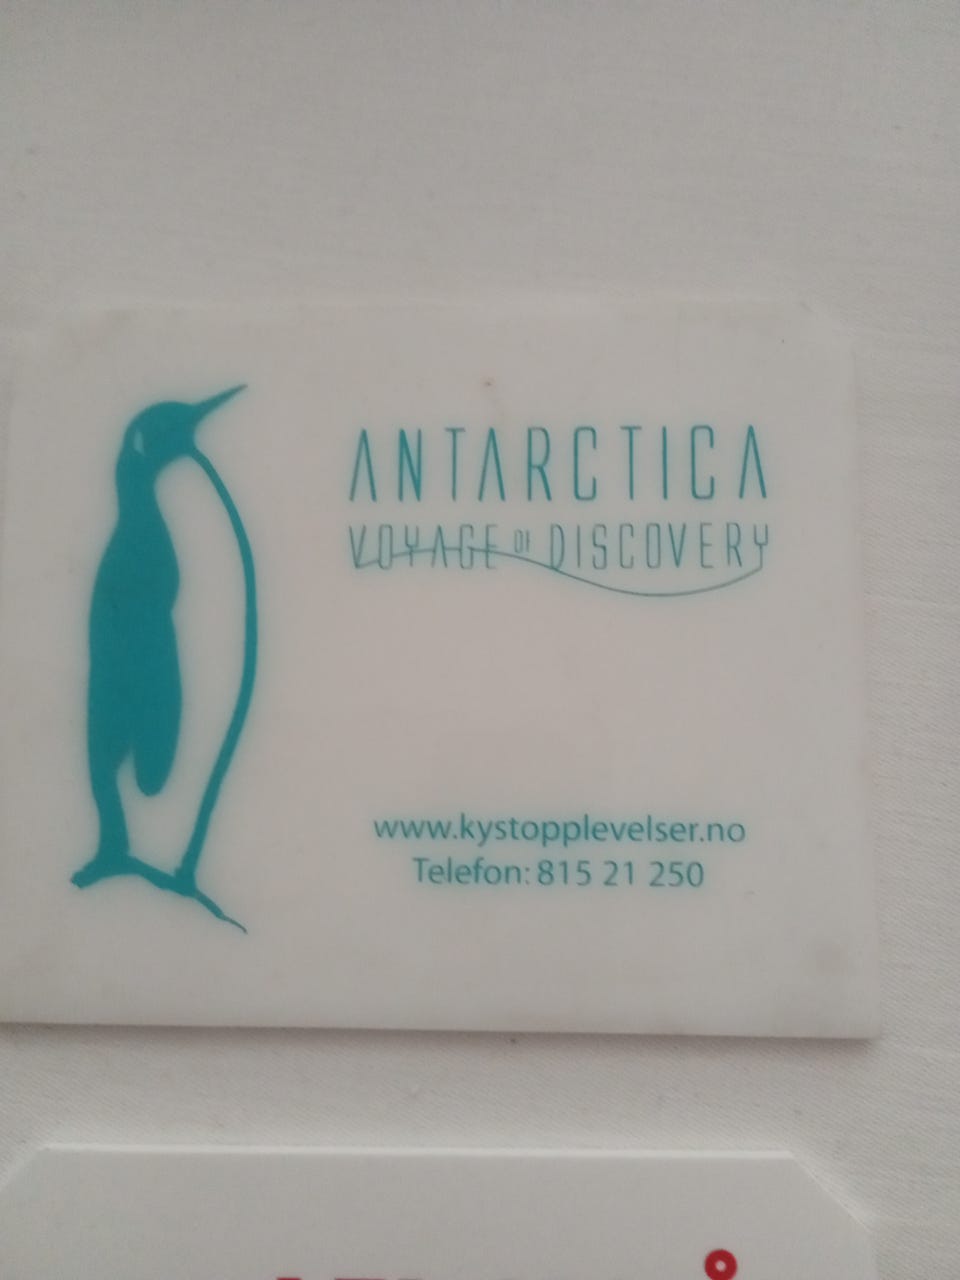 ANTARCTICA
VOYAGE OF DISCOVERY
www.kystopplevelser.no
Telefon: 815 21 250